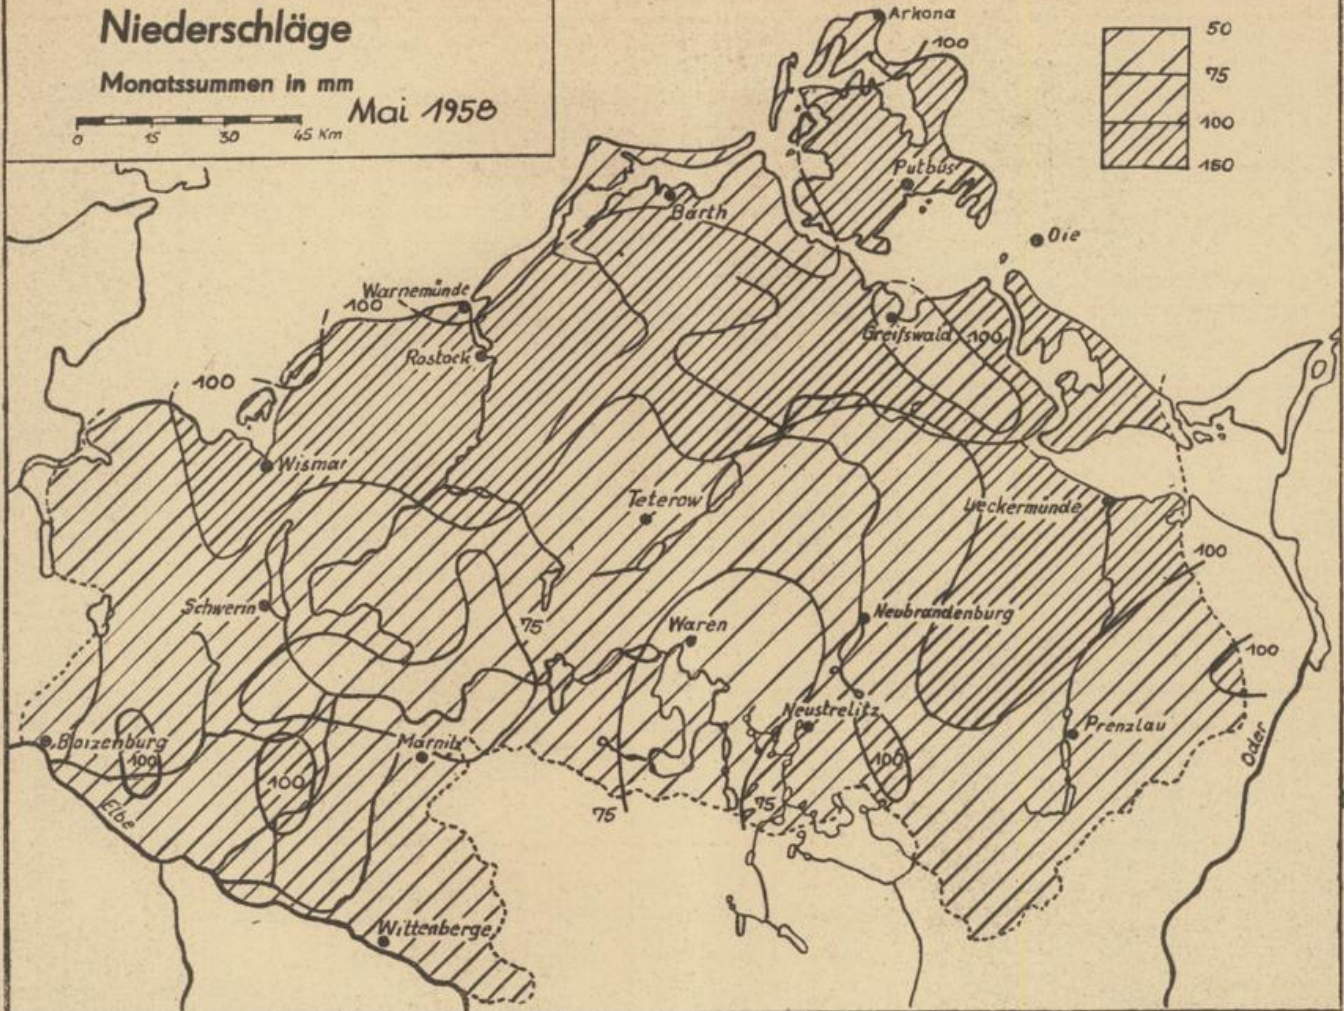 Niederschläge
Monatssummen in mm
Mai 1958
0 15 30 45 Km
50
75
100
150
Arkona
100
Putbus
Oie
Barth
Warnemünde
100
Rostock
Greifswald
100
100
Wismar
Teterow
Ueckermünde
100
Schwerin
75
Waren
Neubrandenburg
100
Neustrelitz
Prenzlau
Boizenburg
100
Marnitz
100
100
Oder
75
75
Elbe
Wittenberge